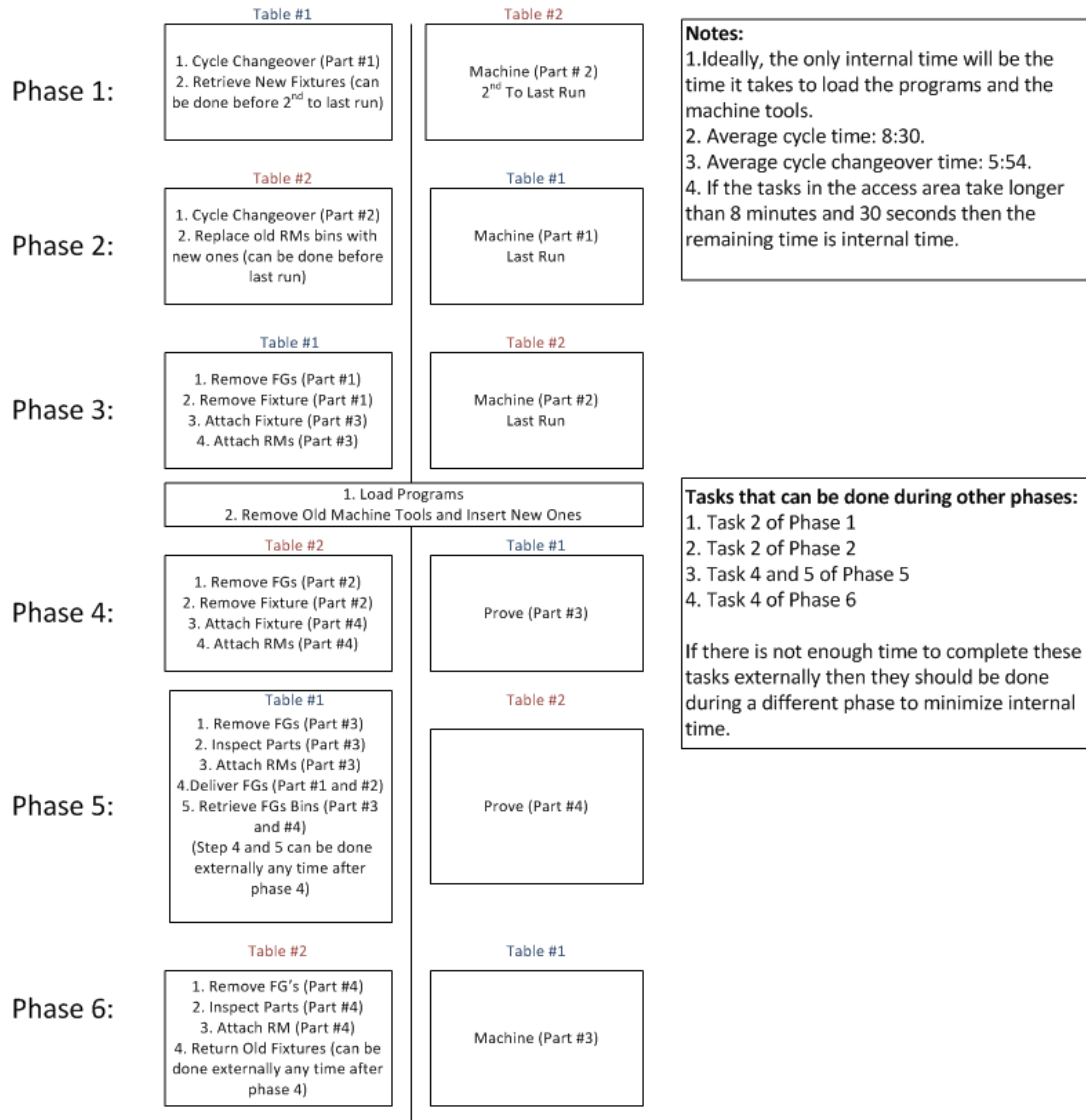 Table #1
Table #2
Phase 1:
1. Cycle Changeover (Part #1)
2. Retrieve New Fixtures (can
be done before 2nd to last run)
Machine (Part # 2)
2nd To Last Run
Notes:
1.Ideally, the only internal time will be the
time it takes to load the programs and the
machine tools.
2. Average cycle time: 8:30.
3. Average cycle changeover time: 5:54.
4. If the tasks in the access area take longer
than 8 minutes and 30 seconds then the
remaining time is internal time.
Table #2
Table #1
Phase 2:
1. Cycle Changeover (Part #2)
2. Replace old RMs bins with
new ones (can be done before
last run)
Machine (Part #1)
Last Run
Table #1
Table #2
Phase 3:
1. Remove FGs (Part #1)
2. Remove Fixture (Part #1)
3. Attach Fixture (Part #3)
4. Attach RMs (Part #3)
Machine (Part #2)
Last Run
1. Load Programs
2. Remove Old Machine Tools and Insert New Ones
Tasks that can be done during other phases:
1. Task 2 of Phase 1
2. Task 2 of Phase 2
3. Task 4 and 5 of Phase 5
4. Task 4 of Phase 6
If there is not enough time to complete these
tasks externally then they should be done
during a different phase to minimize internal
time.
Table #2
Table #1
Phase 4:
1. Remove FGs (Part #2)
2. Remove Fixture (Part #2)
3. Attach Fixture (Part #4)
4. Attach RMs (Part #4)
Prove (Part #3)
Table #1
Table #2
Phase 5:
1. Remove FGs (Part #3)
2. Inspect Parts (Part #3)
3. Attach RMs (Part #3)
4.Deliver FGs (Part #1 and #2)
5. Retrieve FGs Bins (Part #3
and #4)
(Step 4 and 5 can be done
externally any time after
phase 4)
Prove (Part #4)
Table #2
Table #1
Phase 6:
1. Remove FG's (Part #4)
2. Inspect Parts (Part #4)
3. Attach RM (Part #4)
4. Return Old Fixtures (can be
done externally any time after
phase 4)
Machine (Part #3)